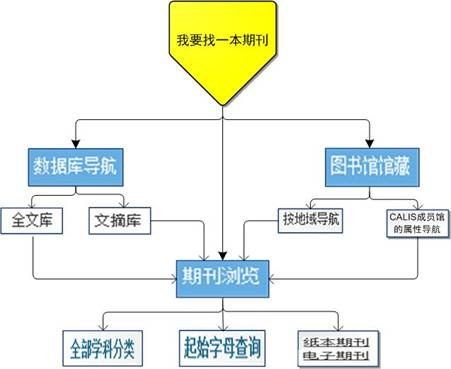 我要找一本期刊
数据库导航
图书馆馆藏
全文库
文摘库
按地域导航
CALIS成员馆
的属性导航
期刊浏览
全部学科分类
起始字母查询
纸本期刊
电子期刊